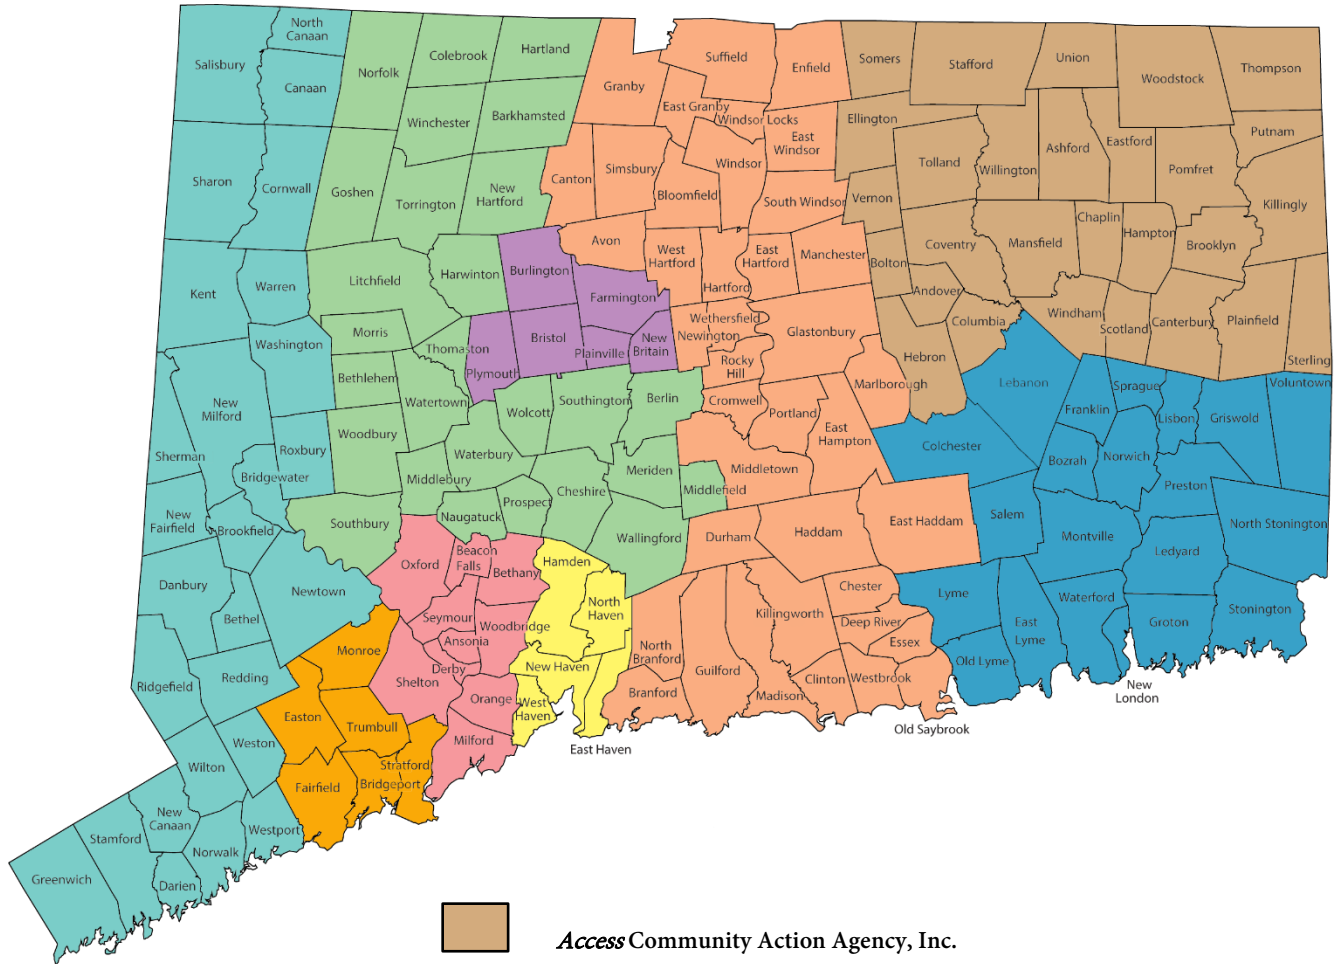 North
Canaan
Salisbury
Canaan
Norfolk
Colebrook
Hartland
Granby
Suffield
Enfield
Somers
Stafford
Union
Woodstock
Thompson
Winchester
Barkhamsted
East Granby
Windsor Locks
East
Windsor
Ellington
Tolland
Willington
Ashford
Eastford
Pomfret
Putnam
Sharon
Cornwall
Goshen
Torrington
New
Hartford
Canton
Simsbury
Bloomfield
Windsor
South Windsor
Vernon
Killingly
Chaplin
Hampton
Brooklyn
Mansfield
Coventry
Avon
West
Hartford
Hartford
East
Hartford
Manchester
Bolton
Andover
Kent
Warren
Litchfield
Harwinton
Burlington
Farmington
Washington
Morris
Thomaston
Plymouth
Bristol
Plainville
New
Britain
Newington
Wethersfield
Rocky
Hill
Glastonbury
Hebron
Columbia
Windham
Scotland
Canterbury
Plainfield
Sterling
Bethlehem
Watertown
Wolcott
Southington
Berlin
Cromwell
Portland
East
Hampton
Marlborough
Lebanon
Sprague
Franklin
Lisbon
Griswold
Voluntown
New
Milford
Sherman
Roxbury
Bridgewater
Woodbury
Waterbury
Middlebury
Meriden
Middlefield
Middletown
Colchester
Bozrah
Norwich
Preston
New
Fairfield
Brookfield
Southbury
Naugatuck
Prospect
Cheshire
Wallingford
Durham
Haddam
East Haddam
Salem
Montville
Ledyard
North Stonington
Danbury
Bethel
Newtown
Oxford
Beacon
Falls
Bethany
Hamden
North
Haven
Killingworth
Chester
Deep River
Essex
Lyme
East
Lyme
Waterford
Groton
Stonington
Ridgefield
Redding
Monroe
Seymour
Ansonia
Derby
Shelton
Woodbridge
Orange
New Haven
West
Haven
East Haven
North
Branford
Branford
Guilford
Madison
Clinton
Westbrook
Old Saybrook
Old Lyme
New
London
Weston
Wilton
Easton
Trumbull
Milford
Stratford
Bridgeport
Fairfield
Westport
Norwalk
New
Canaan
Darien
Stamford
Greenwich
Access Community Action Agency, Inc.